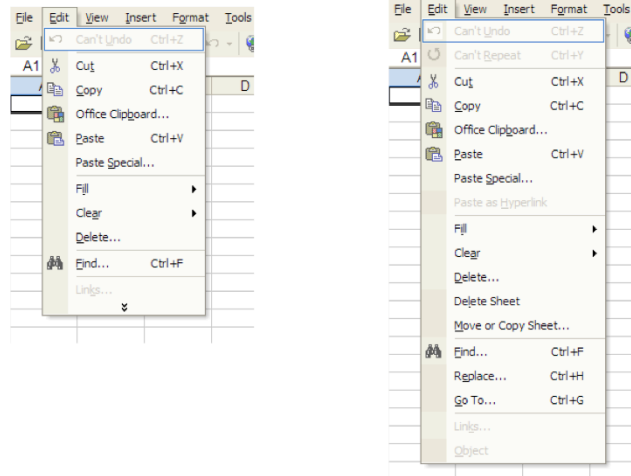 File Edit View Insert Format Tools
Can't Undo Ctrl+Z
A1
Cut Ctrl+X
D
Copy Ctrl+C
Office Clipboard...
Paste Ctrl+V
Paste Special...
Fill
Clear
Delete...
Find... Ctrl+F
Links...
File Edit View Insert Format Tools
Can't Undo Ctrl+Z
A1
Can't Repeat Ctrl+Y
Cut Ctrl+X
D
Copy Ctrl+C
Office Clipboard...
Paste Ctrl+V
Paste Special...
Paste as Hyperlink
Fill
Clear
Delete...
Delete Sheet
Move or Copy Sheet...
Find... Ctrl+F
Replace... Ctrl+H
Go To... Ctrl+G
Links...
Object